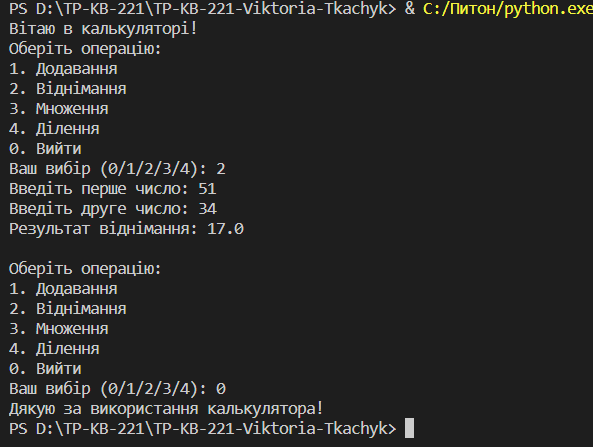 PS D:\TP-KB-221\TP-KB-221-Viktoria-Tkachyk> & C:/Питон/python.exe
Вітаю в калькуляторі!
Оберіть операцію:
1. Додавання
2. Віднімання
3. Множення
4. Ділення
0. Вийти
Ваш вибір (0/1/2/3/4): 2
Введіть перше число: 51
Введіть друге число: 34
Результат віднімання: 17.0

Оберіть операцію:
1. Додавання
2. Віднімання
3. Множення
4. Ділення
0. Вийти
Ваш вибір (0/1/2/3/4): 0
Дякую за використання калькулятора!
PS D:\TP-KB-221\TP-KB-221-Viktoria-Tkachyk>